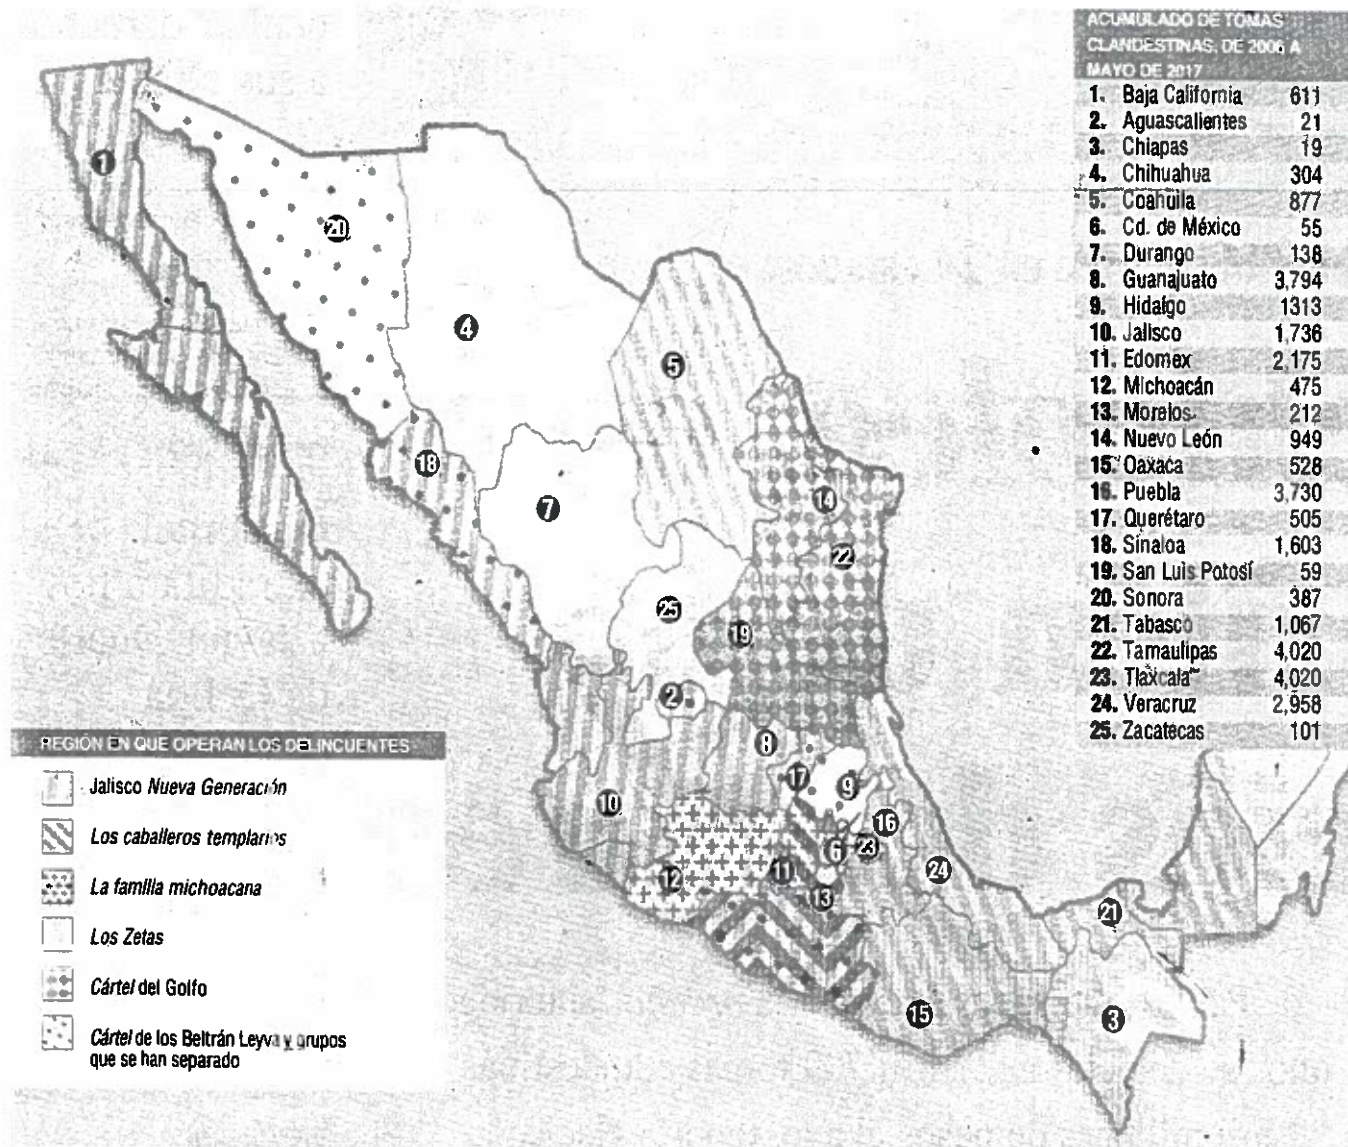 ACUMULADO DE TOMAS
CLANDESTINAS, DE 2006 A
MAYO DE 2017
1. Baja California 611
2. Aguascalientes 21
3. Chiapas 19
4. Chihuahua 304
5. Coahuila 877
6. Cd. de México 55
7. Durango 138
8. Guanajuato 3,794
9. Hidalgo 1313
10. Jalisco 1,736
11. Edomex 2,175
12. Michoacán 475
13. Morelos 212
14. Nuevo León 949
15. Oaxaca 528
16. Puebla 3,730
17. Querétaro 505
18. Sinaloa 1,603
19. San Luis Potosí 59
20. Sonora 387
21. Tabasco 1,067
22. Tamaulipas 4,020
23. Tlaxcala 4,020
24. Veracruz 2,958
25. Zacatecas 101
1
20
4
5
18
7
14
22
25
19
2
8
17
9
10
16
6
23
12
11
24
13
21
15
3
REGIÓN EN QUE OPERAN LOS DELINCUENTES
Jalisco Nueva Generación
Los caballeros templarios
La familia michoacana
Los Zetas
Cártel del Golfo
Cártel de los Beltrán Leyva y grupos
que se han separado